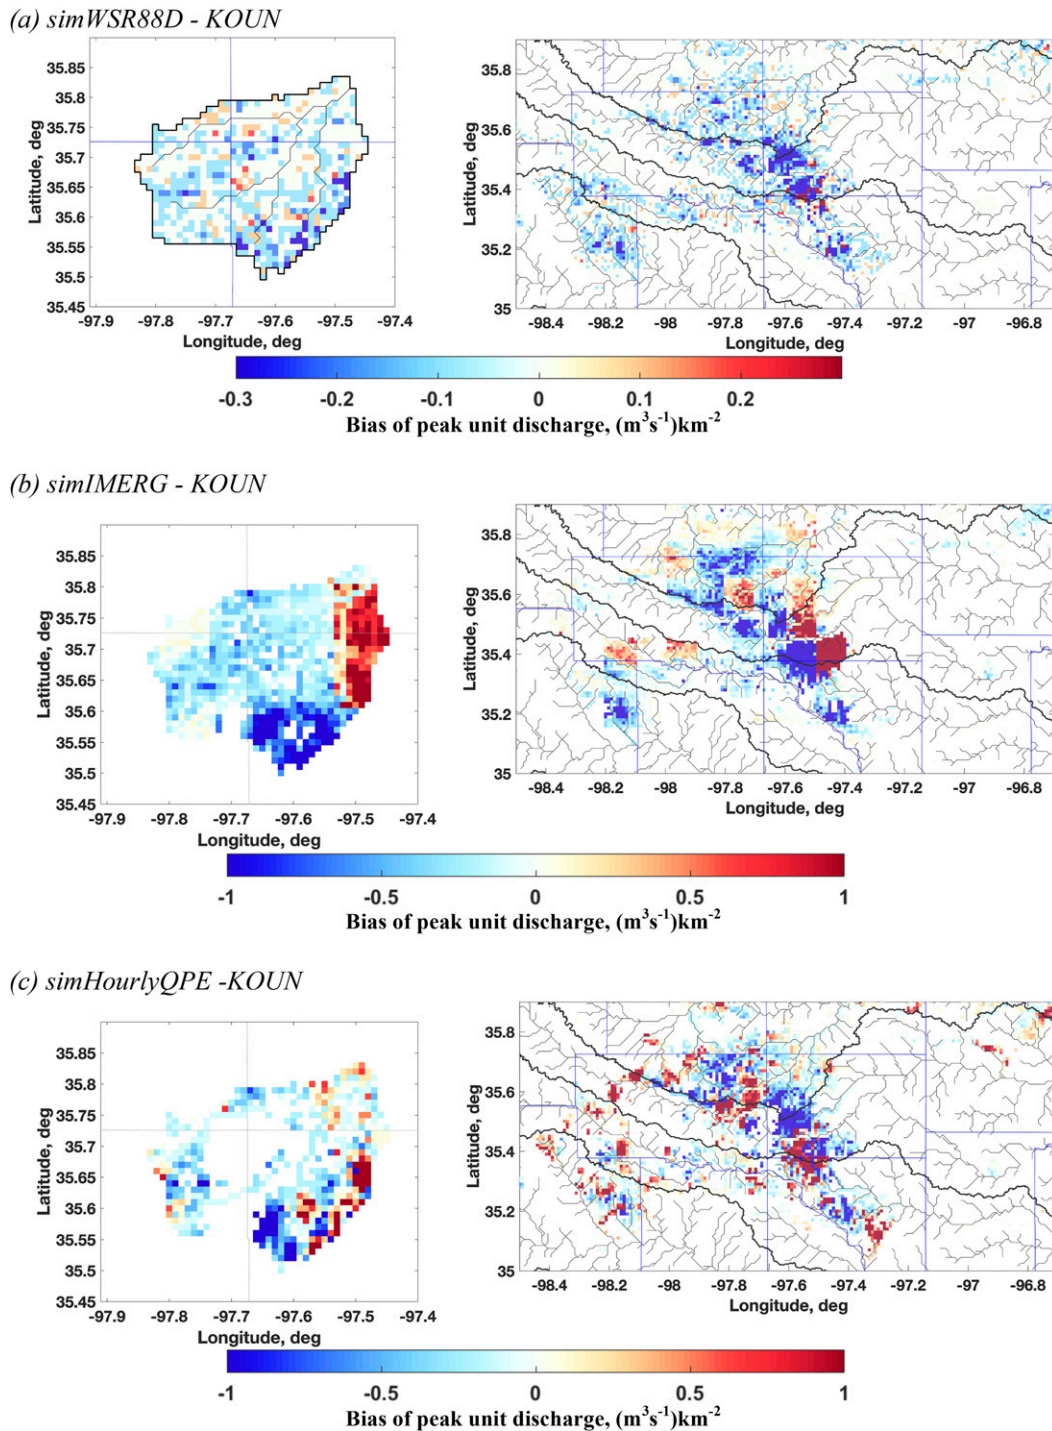 (a) simWSR88D - KOUN
35.85
35.8
35.75
35.7
35.65
35.6
35.55
35.5
35.45
Latitude, deg
-97.9 -97.8 -97.7 -97.6 -97.5 -97.4
Longitude, deg
35.8
35.6
35.4
35.2
35
Latitude, deg
-98.4 -98.2 -98 -97.8 -97.6 -97.4 -97.2 -97 -96.8
Longitude, deg
-0.3 -0.2 -0.1 0 0.1 0.2
Bias of peak unit discharge, (m³s⁻¹)km⁻²
(b) simIMERG - KOUN
35.85
35.8
35.75
35.7
35.65
35.6
35.55
35.5
35.45
Latitude, deg
-97.9 -97.8 -97.7 -97.6 -97.5 -97.4
Longitude, deg
35.8
35.6
35.4
35.2
35
Latitude, deg
-98.4 -98.2 -98 -97.8 -97.6 -97.4 -97.2 -97 -96.8
Longitude, deg
-1 -0.5 0 0.5 1
Bias of peak unit discharge, (m³s⁻¹)km⁻²
(c) simHourlyQPE -KOUN
35.85
35.8
35.75
35.7
35.65
35.6
35.55
35.5
35.45
Latitude, deg
-97.9 -97.8 -97.7 -97.6 -97.5 -97.4
Longitude, deg
35.8
35.6
35.4
35.2
35
Latitude, deg
-98.4 -98.2 -98 -97.8 -97.6 -97.4 -97.2 -97 -96.8
Longitude, deg
-1 -0.5 0 0.5 1
Bias of peak unit discharge, (m³s⁻¹)km⁻²